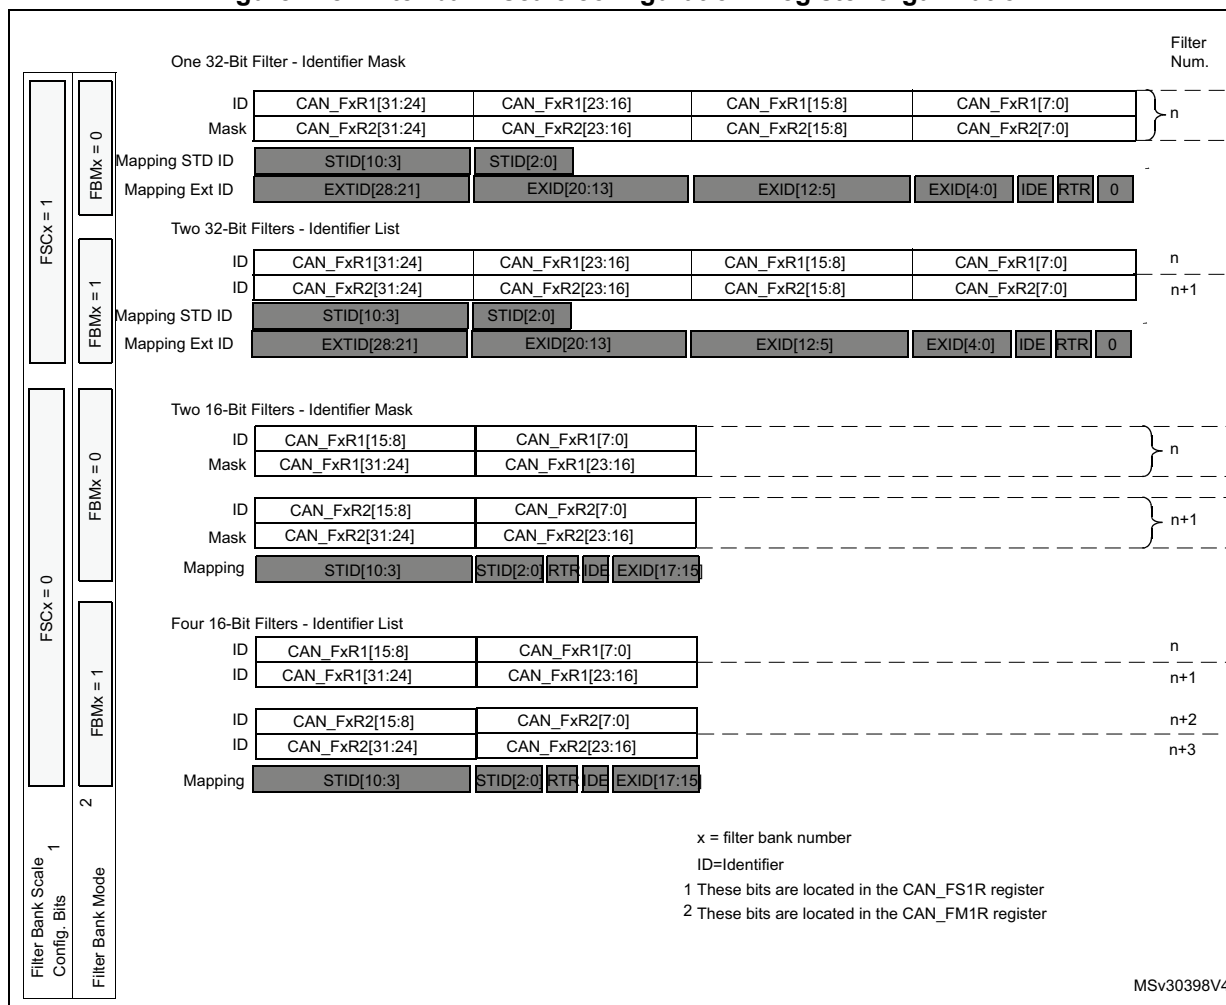 Filter
Num.
One 32-Bit Filter - Identifier Mask
ID CAN_FxR1[31:24] CAN_FxR1[23:16] CAN_FxR1[15:8] CAN_FxR1[7:0]
n
Mask CAN_FxR2[31:24] CAN_FxR2[23:16] CAN_FxR2[15:8] CAN_FxR2[7:0]
Mapping STD ID STID[10:3] STID[2:0]
Mapping Ext ID EXTID[28:21] EXID[20:13] EXID[12:5] EXID[4:0] IDE RTR 0
FBMx = 0
FSCx = 1
Two 32-Bit Filters - Identifier List
ID CAN_FxR1[31:24] CAN_FxR1[23:16] CAN_FxR1[15:8] CAN_FxR1[7:0] n
ID CAN_FxR2[31:24] CAN_FxR2[23:16] CAN_FxR2[15:8] CAN_FxR2[7:0] n+1
Mapping STD ID STID[10:3] STID[2:0]
Mapping Ext ID EXTID[28:21] EXID[20:13] EXID[12:5] EXID[4:0] IDE RTR 0
FBMx = 1
Two 16-Bit Filters - Identifier Mask
ID CAN_FxR1[15:8] CAN_FxR1[7:0]
n
Mask CAN_FxR1[31:24] CAN_FxR1[23:16]
ID CAN_FxR2[15:8] CAN_FxR2[7:0]
n+1
Mask CAN_FxR2[31:24] CAN_FxR2[23:16]
Mapping STID[10:3] STID[2:0] RTR IDE EXID[17:15]
FBMx = 0
FSCx = 0
Four 16-Bit Filters - Identifier List
ID CAN_FxR1[15:8] CAN_FxR1[7:0] n
ID CAN_FxR1[31:24] CAN_FxR1[23:16] n+1
ID CAN_FxR2[15:8] CAN_FxR2[7:0] n+2
ID CAN_FxR2[31:24] CAN_FxR2[23:16] n+3
Mapping STID[10:3] STID[2:0] RTR IDE EXID[17:15]
FBMx = 1
Filter Bank Scale
Config. Bits 1
Filter Bank Mode 2
x = filter bank number
ID=Identifier
1 These bits are located in the CAN_FS1R register
2 These bits are located in the CAN_FM1R register
MSv30398V4